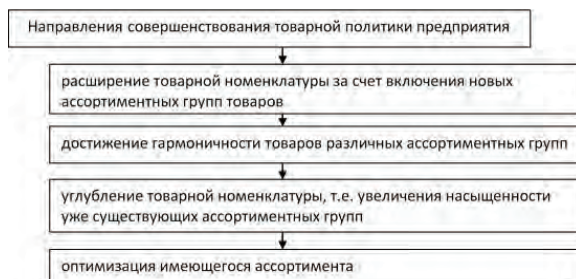 Направления совершенствования товарной политики предприятия
расширение товарной номенклатуры за счет включения новых
ассортиментных групп товаров
достижение гармоничности товаров различных ассортиментных групп
углубление товарной номенклатуры, т.е. увеличения насыщенности
уже существующих ассортиментных групп
оптимизация имеющегося ассортимента